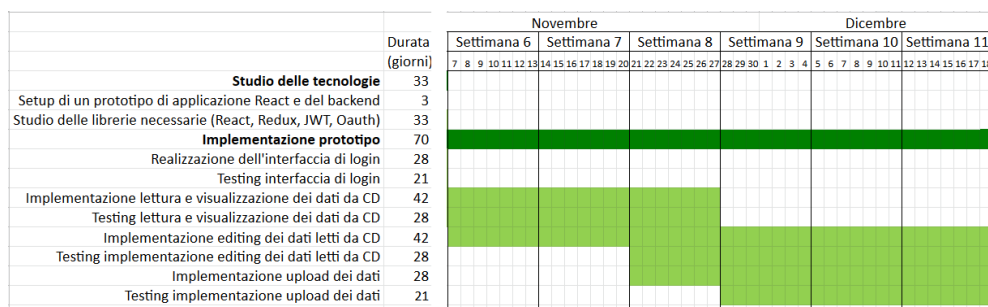 Novembre Dicembre
Durata Settimana 6 Settimana 7 Settimana 8 Settimana 9 Settimana 10 Settimana 11
(giorni) 7 8 9 10 11 12 13 14 15 16 17 18 19 20 21 22 23 24 25 26 27 28 29 30 1 2 3 4 5 6 7 8 9 10 11 12 13 14 15 16 17 18
Studio delle tecnologie 33
Setup di un prototipo di applicazione React e del backend 3
Studio delle librerie necessarie (React, Redux, JWT, Oauth) 33
Implementazione prototipo 70
Realizzazione dell'interfaccia di login 28
Testing interfaccia di login 21
Implementazione lettura e visualizzazione dei dati da CD 42
Testing lettura e visualizzazione dei dati da CD 28
Implementazione editing dei dati letti da CD 42
Testing implementazione editing dei dati letti da CD 28
Implementazione upload dei dati 28
Testing implementazione upload dei dati 21